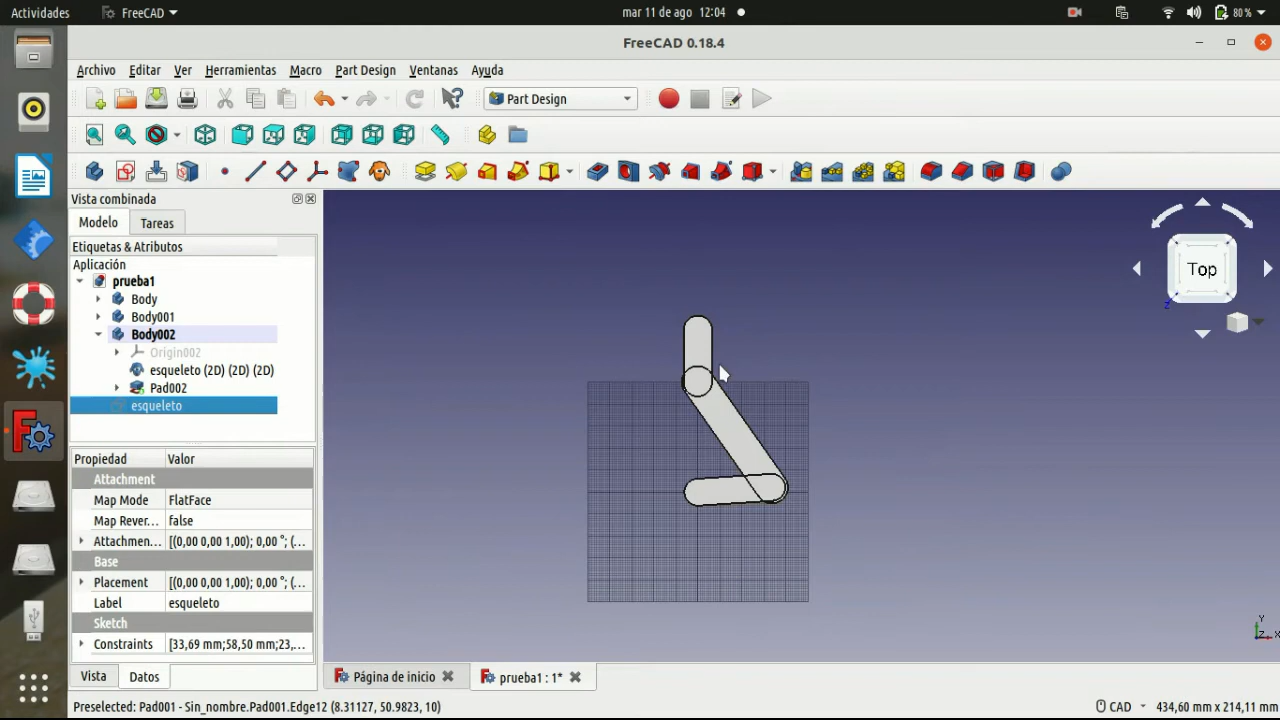 Actividades FreeCAD mar 11 de ago 12:04 80 %
FreeCAD 0.18.4
Archivo Editar Ver Herramientas Macro Part Design Ventanas Ayuda
Part Design
Vista combinada
Modelo Tareas
Etiquetas & Atributos
Aplicación
prueba1
Body
Body001
Body002
Origin002
esqueleto (2D) (2D) (2D)
Pad002
esqueleto
Propiedad Valor
Attachment
Map Mode FlatFace
Map Rever... false
Attachmen... [(0,00 0,00 1,00); 0,00 °; (...
Base
Placement [(0,00 0,00 1,00); 0,00 °; (...
Label esqueleto
Sketch
Constraints [33,69 mm;58,50 mm;23,...
Vista Datos
Top
Z
Y
X
Página de inicio prueba1 : 1*
Preselected: Pad001 - Sin_nombre.Pad001.Edge12 (8.31127, 50.9823, 10) CAD 434,60 mm x 214,11 mm